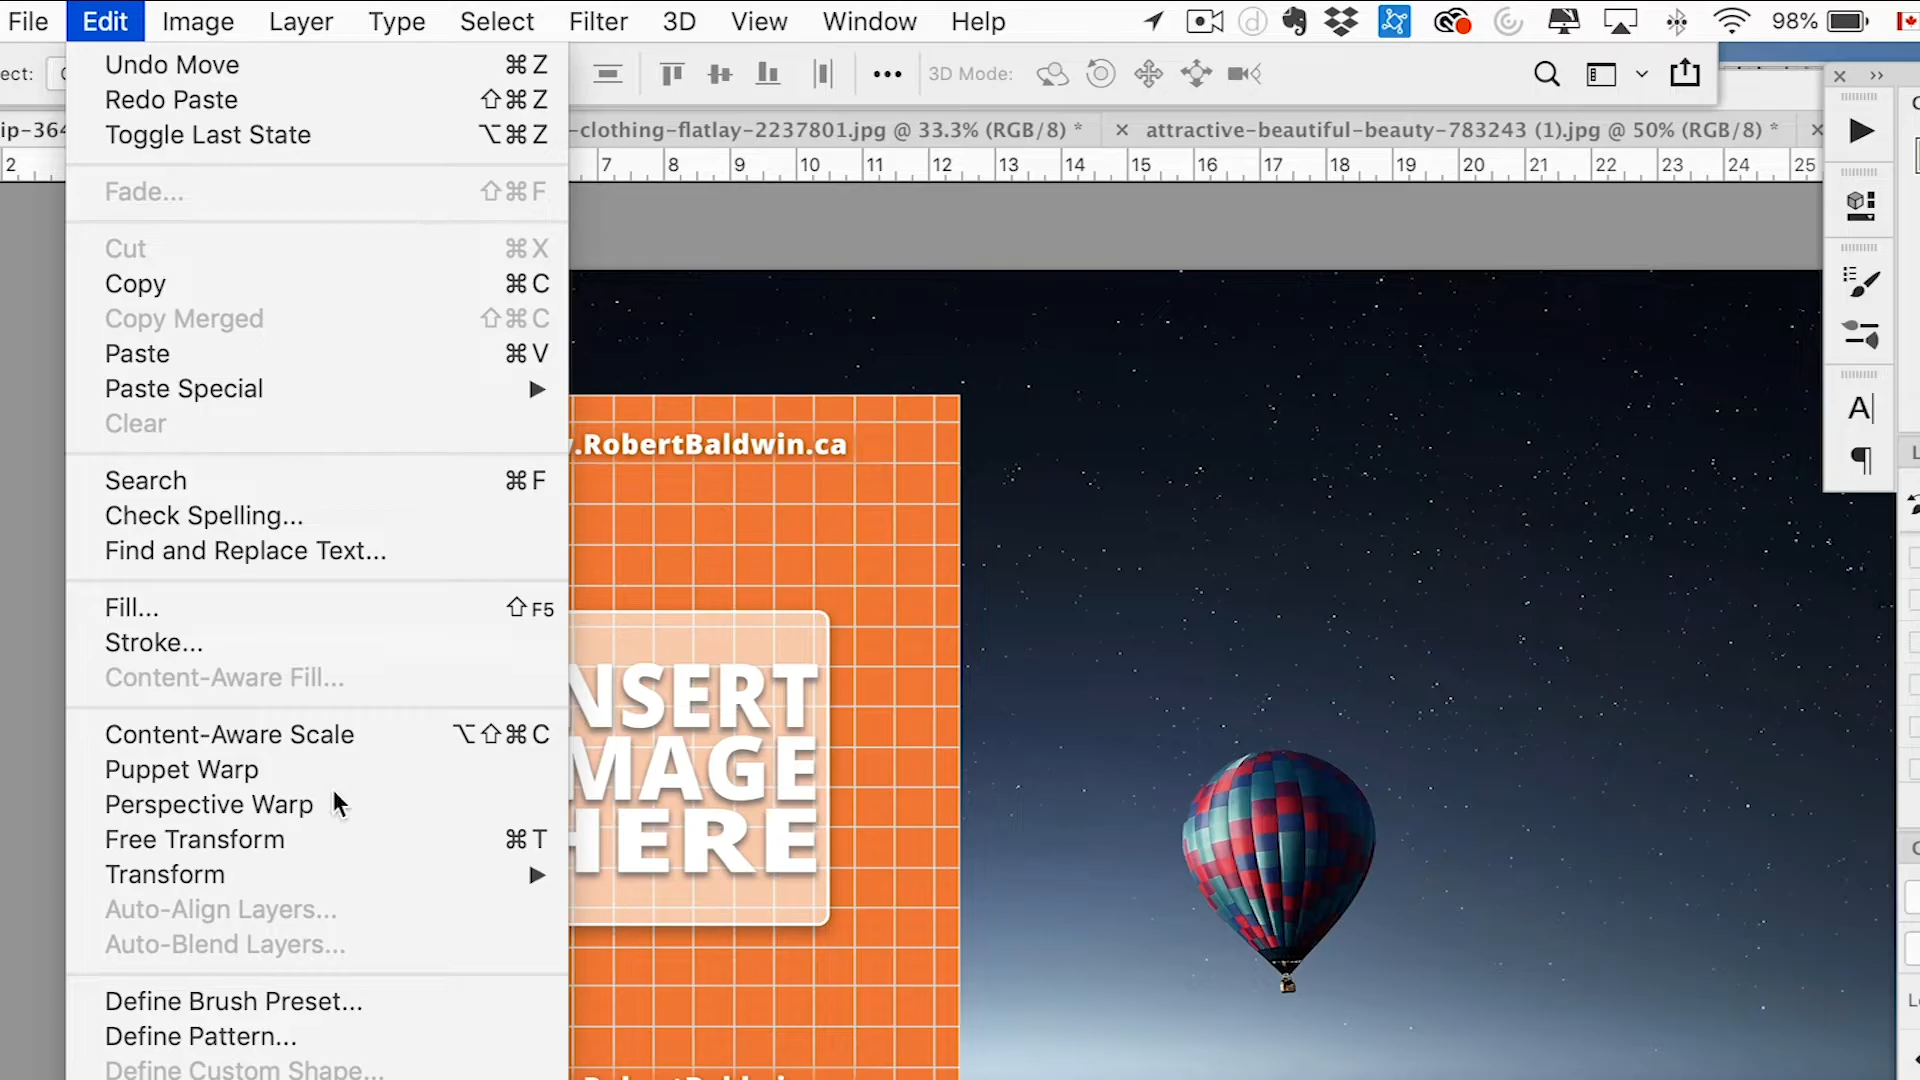 File Edit Image Layer Type Select Filter 3D View Window Help 98%
ect: 3D Mode:
ip-364 -clothing-flatlay-2237801.jpg @ 33.3% (RGB/8) * × attractive-beautiful-beauty-783243 (1).jpg @ 50% (RGB/8) * ×
2 7 8 9 10 11 12 13 14 15 16 17 18 19 20 21 22 23 24 25
Undo Move ⌘Z
Redo Paste ⇧⌘Z
Toggle Last State ⌥⌘Z
Fade... ⇧⌘F
Cut ⌘X
Copy ⌘C
Copy Merged ⇧⌘C
Paste ⌘V
Paste Special
Clear
Search ⌘F
Check Spelling...
Find and Replace Text...
Fill... ⇧F5
Stroke...
Content-Aware Fill...
Content-Aware Scale ⌥⇧⌘C
Puppet Warp
Perspective Warp
Free Transform ⌘T
Transform
Auto-Align Layers...
Auto-Blend Layers...
Define Brush Preset...
Define Pattern...
Define Custom Shape...
.RobertBaldwin.ca
NSERT
MAGE
HERE